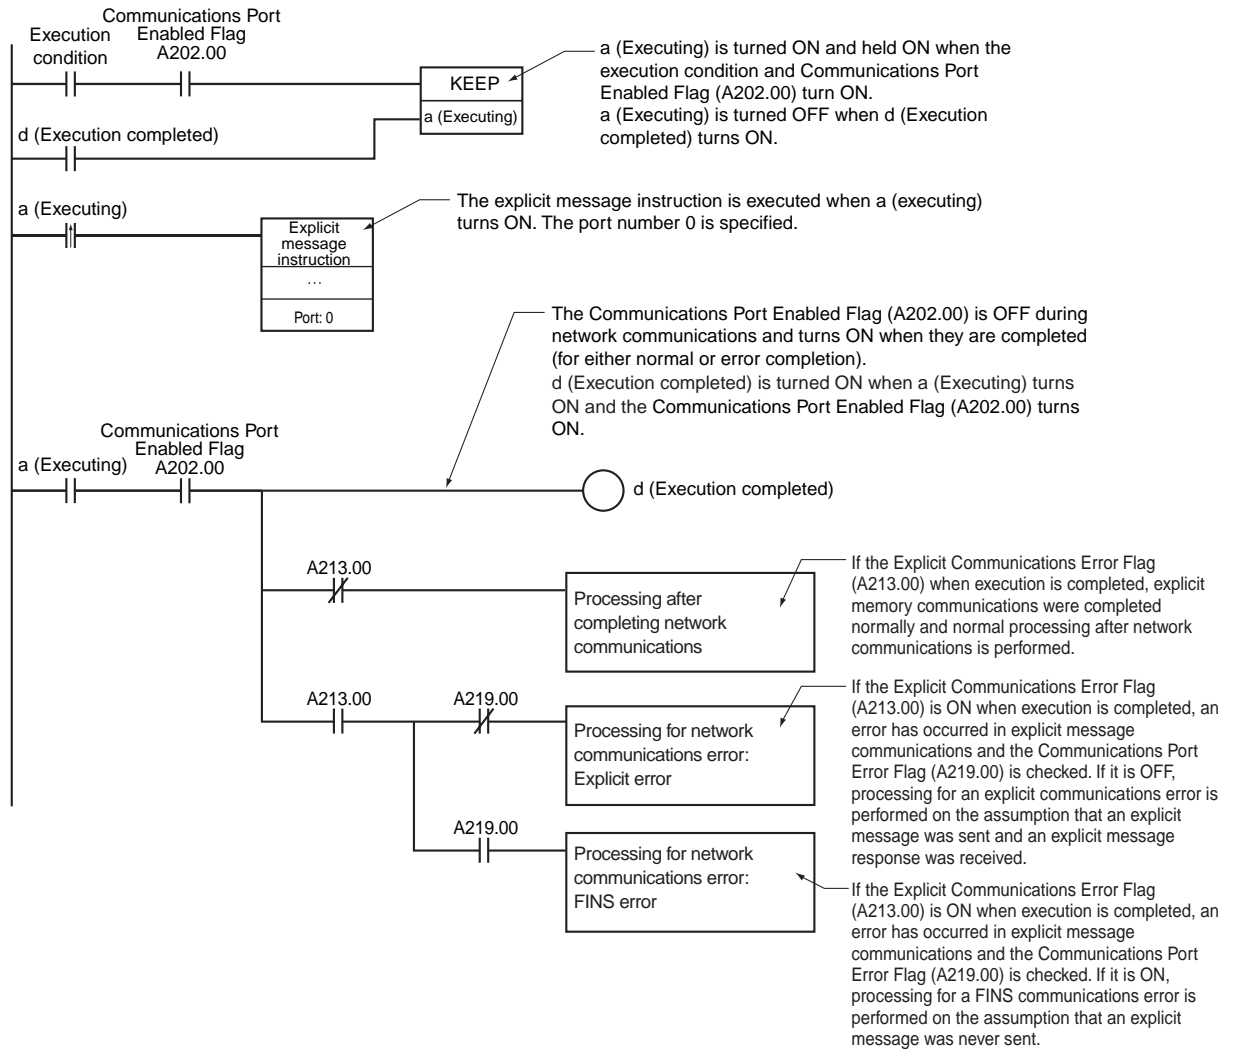 Communications Port
Enabled Flag
A202.00
Execution
condition
KEEP
a (Executing)
d (Execution completed)
a (Executing) is turned ON and held ON when the
execution condition and Communications Port
Enabled Flag (A202.00) turn ON.
a (Executing) is turned OFF when d (Execution
completed) turns ON.
a (Executing)
Explicit
message
instruction
...
Port: 0
The explicit message instruction is executed when a (executing)
turns ON. The port number 0 is specified.
The Communications Port Enabled Flag (A202.00) is OFF during
network communications and turns ON when they are completed
(for either normal or error completion).
d (Execution completed) is turned ON when a (Executing) turns
ON and the Communications Port Enabled Flag (A202.00) turns
ON.
Communications Port
Enabled Flag
A202.00
a (Executing)
d (Execution completed)
A213.00
Processing after
completing network
communications
If the Explicit Communications Error Flag
(A213.00) when execution is completed, explicit
memory communications were completed
normally and normal processing after network
communications is performed.
A213.00
A219.00
Processing for network
communications error:
Explicit error
If the Explicit Communications Error Flag
(A213.00) is ON when execution is completed, an
error has occurred in explicit message
communications and the Communications Port
Error Flag (A219.00) is checked. If it is OFF,
processing for an explicit communications error is
performed on the assumption that an explicit
message was sent and an explicit message
response was received.
A219.00
Processing for network
communications error:
FINS error
If the Explicit Communications Error Flag
(A213.00) is ON when execution is completed, an
error has occurred in explicit message
communications and the Communications Port
Error Flag (A219.00) is checked. If it is ON,
processing for a FINS communications error is
performed on the assumption that an explicit
message was never sent.